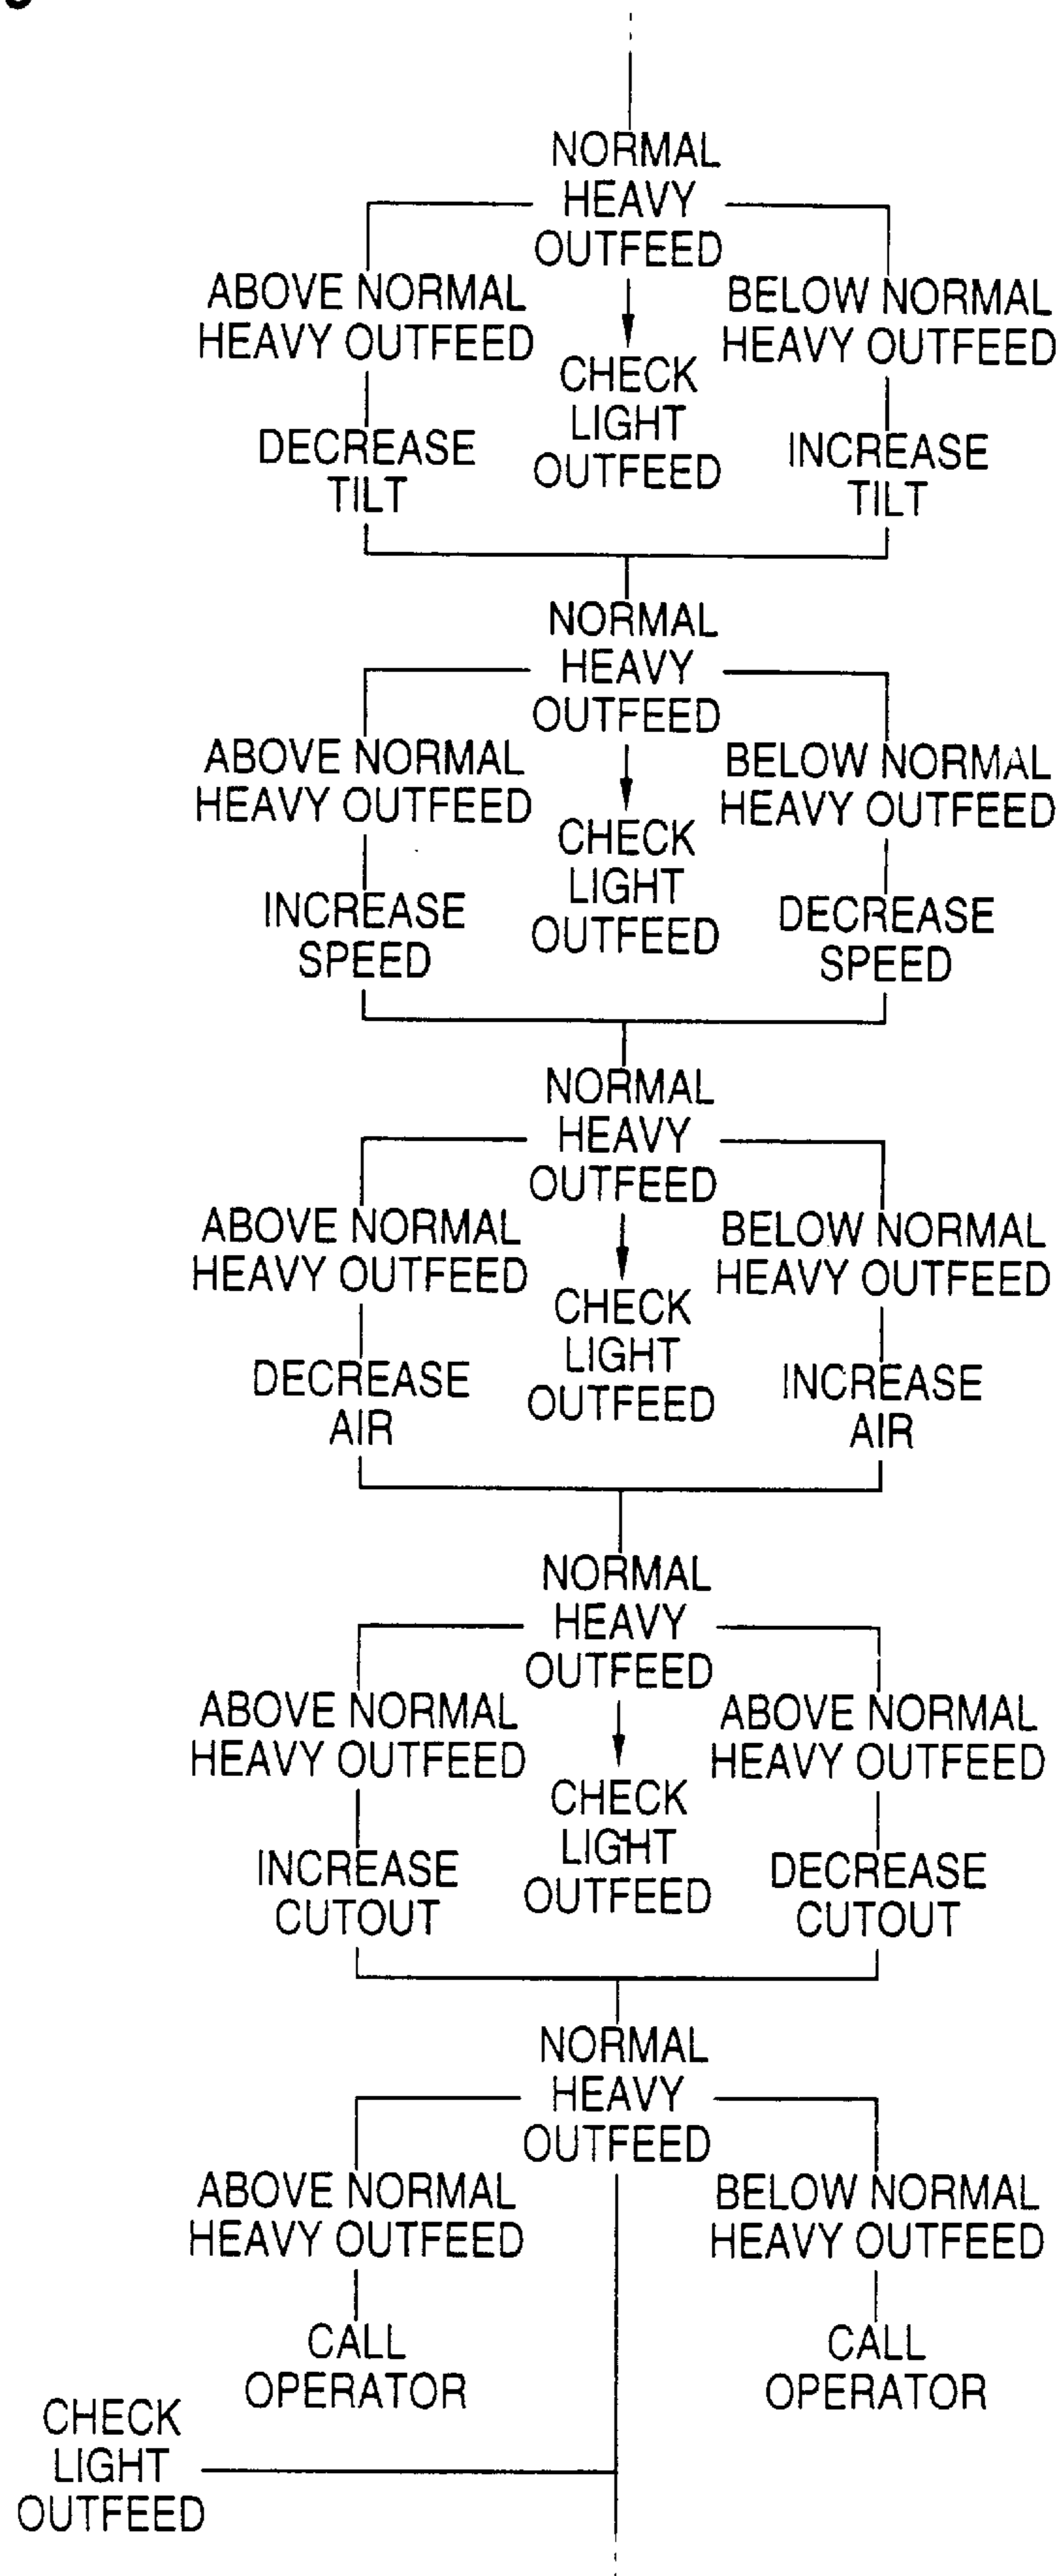 NORMAL
HEAVY
OUTFEED
ABOVE NORMAL
HEAVY OUTFEED
BELOW NORMAL
HEAVY OUTFEED
CHECK
LIGHT
OUTFEED
DECREASE
TILT
INCREASE
TILT
NORMAL
HEAVY
OUTFEED
ABOVE NORMAL
HEAVY OUTFEED
BELOW NORMAL
HEAVY OUTFEED
CHECK
LIGHT
OUTFEED
INCREASE
SPEED
DECREASE
SPEED
NORMAL
HEAVY
OUTFEED
ABOVE NORMAL
HEAVY OUTFEED
BELOW NORMAL
HEAVY OUTFEED
CHECK
LIGHT
OUTFEED
DECREASE
AIR
INCREASE
AIR
NORMAL
HEAVY
OUTFEED
ABOVE NORMAL
HEAVY OUTFEED
ABOVE NORMAL
HEAVY OUTFEED
CHECK
LIGHT
OUTFEED
INCREASE
CUTOUT
DECREASE
CUTOUT
NORMAL
HEAVY
OUTFEED
ABOVE NORMAL
HEAVY OUTFEED
BELOW NORMAL
HEAVY OUTFEED
CALL
OPERATOR
CALL
OPERATOR
CHECK
LIGHT
OUTFEED